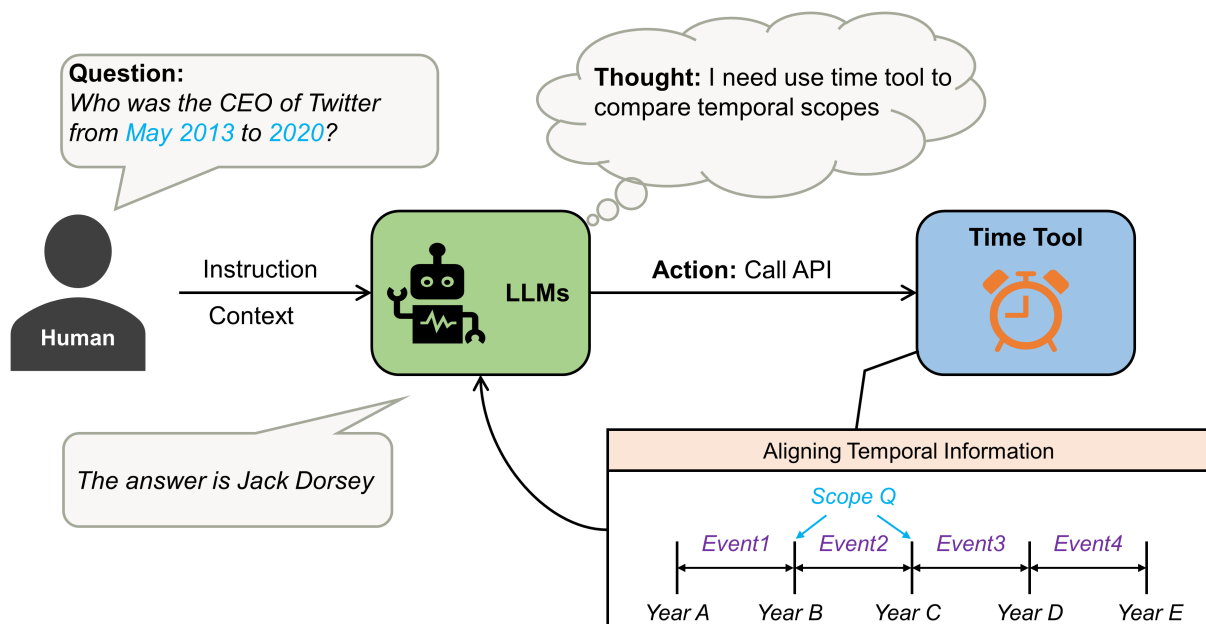 Question:
Who was the CEO of Twitter
from May 2013 to 2020?
Thought: I need use time tool to
compare temporal scopes
Human
Instruction
Context
LLMs
Action: Call API
Time Tool
The answer is Jack Dorsey
Aligning Temporal Information
Scope Q
Event1 Event2 Event3 Event4
Year A Year B Year C Year D Year E